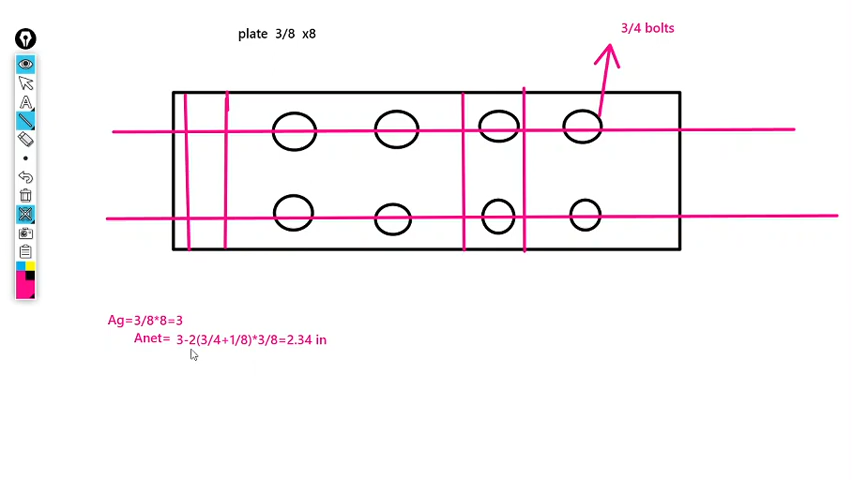 3/4 bolts
plate 3/8 x8
Ag=3/8*8=3
Anet= 3-2(3/4+1/8)*3/8=2.34 in